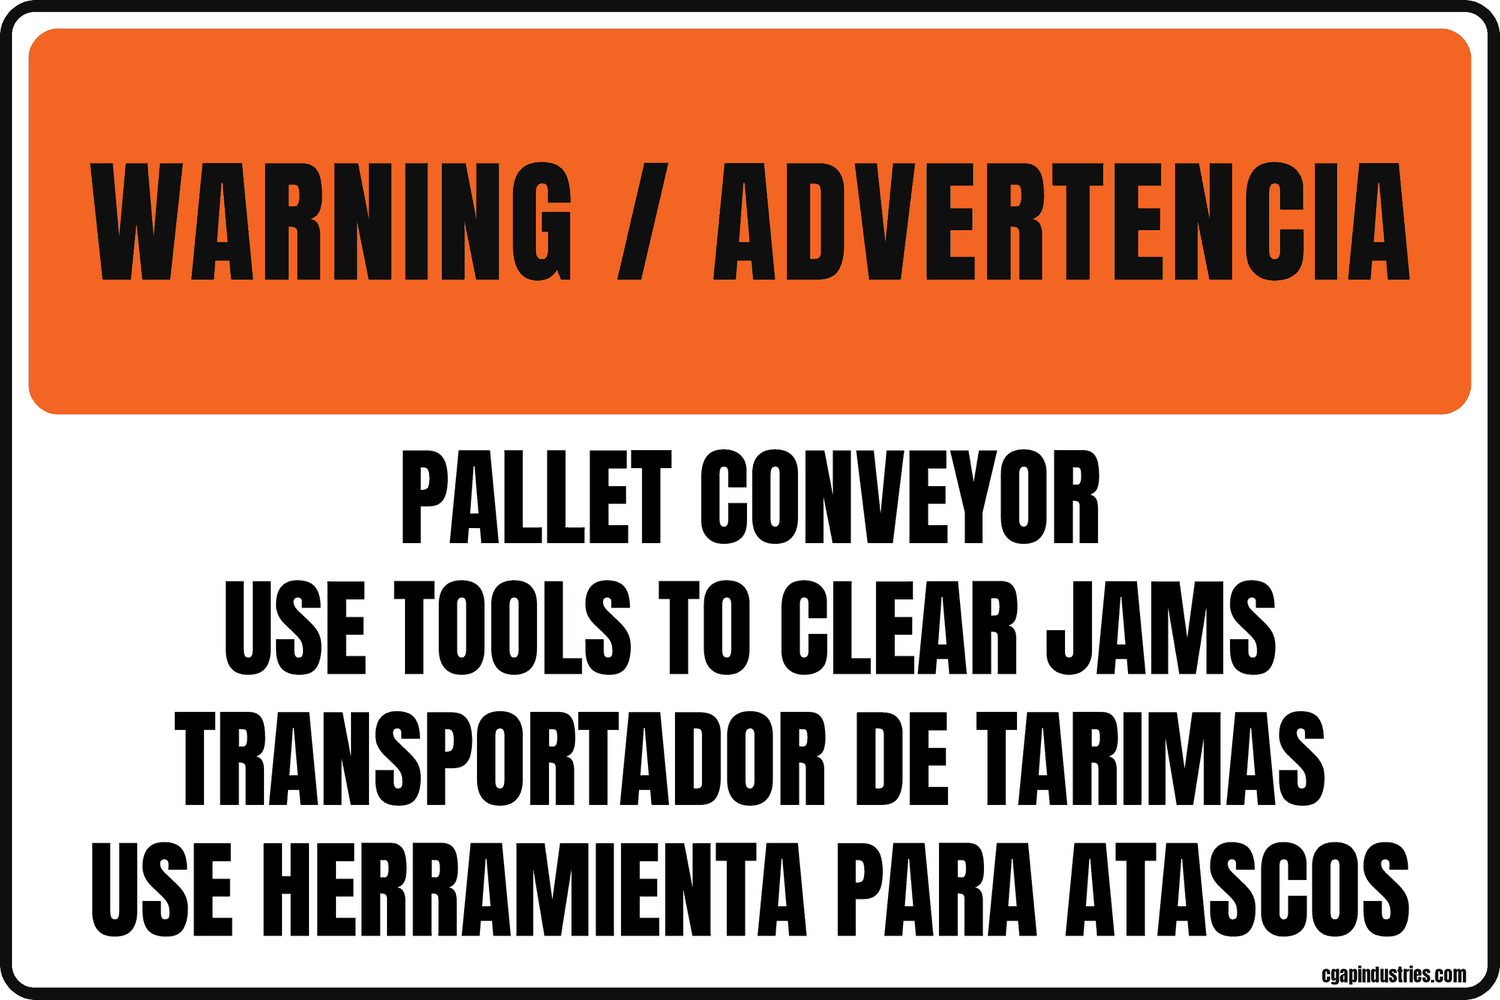 WARNING / ADVERTENCIA
PALLET CONVEYOR
USE TOOLS TO CLEAR JAMS
TRANSPORTADOR DE TARIMAS
USE HERRAMIENTA PARA ATASCOS
cgapindustries.com